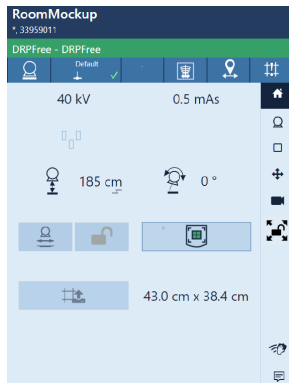 RoomMockup
*, 33959011
DRPFree - DRPFree
Default
40 kV
0.5 mAs
185 cm
0 °
43.0 cm x 38.4 cm